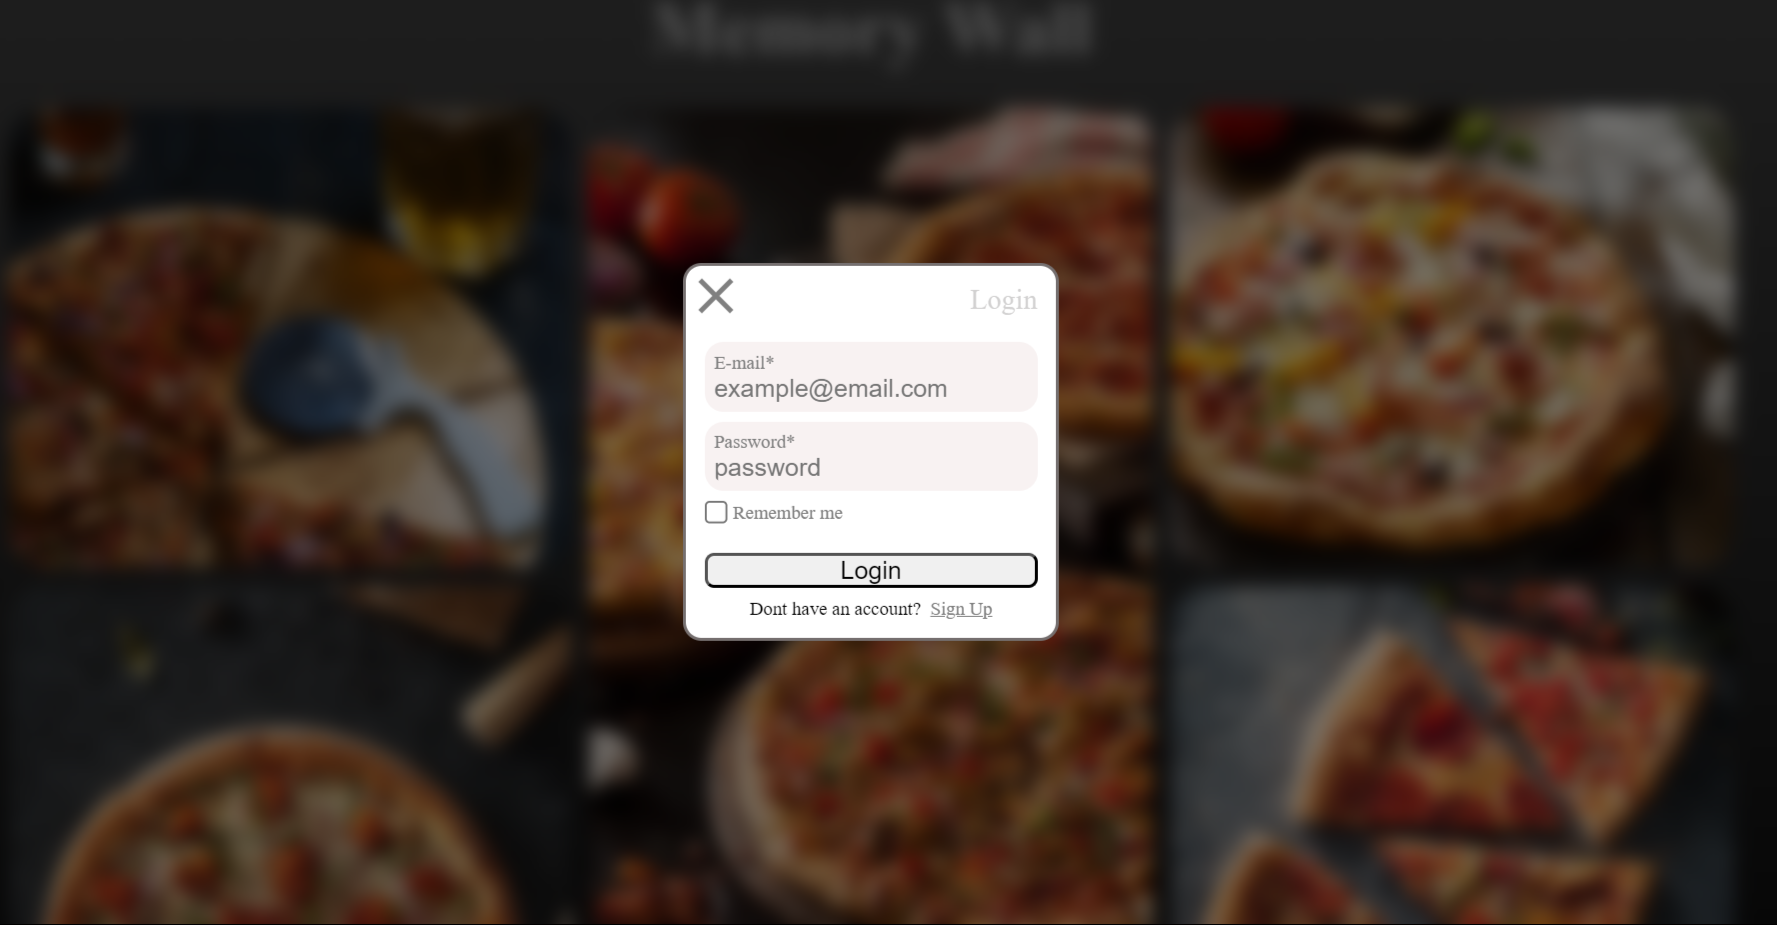 Memory Wall
Login
E-mail*
example@email.com
Password*
password
Remember me
Login
Dont have an account? Sign Up